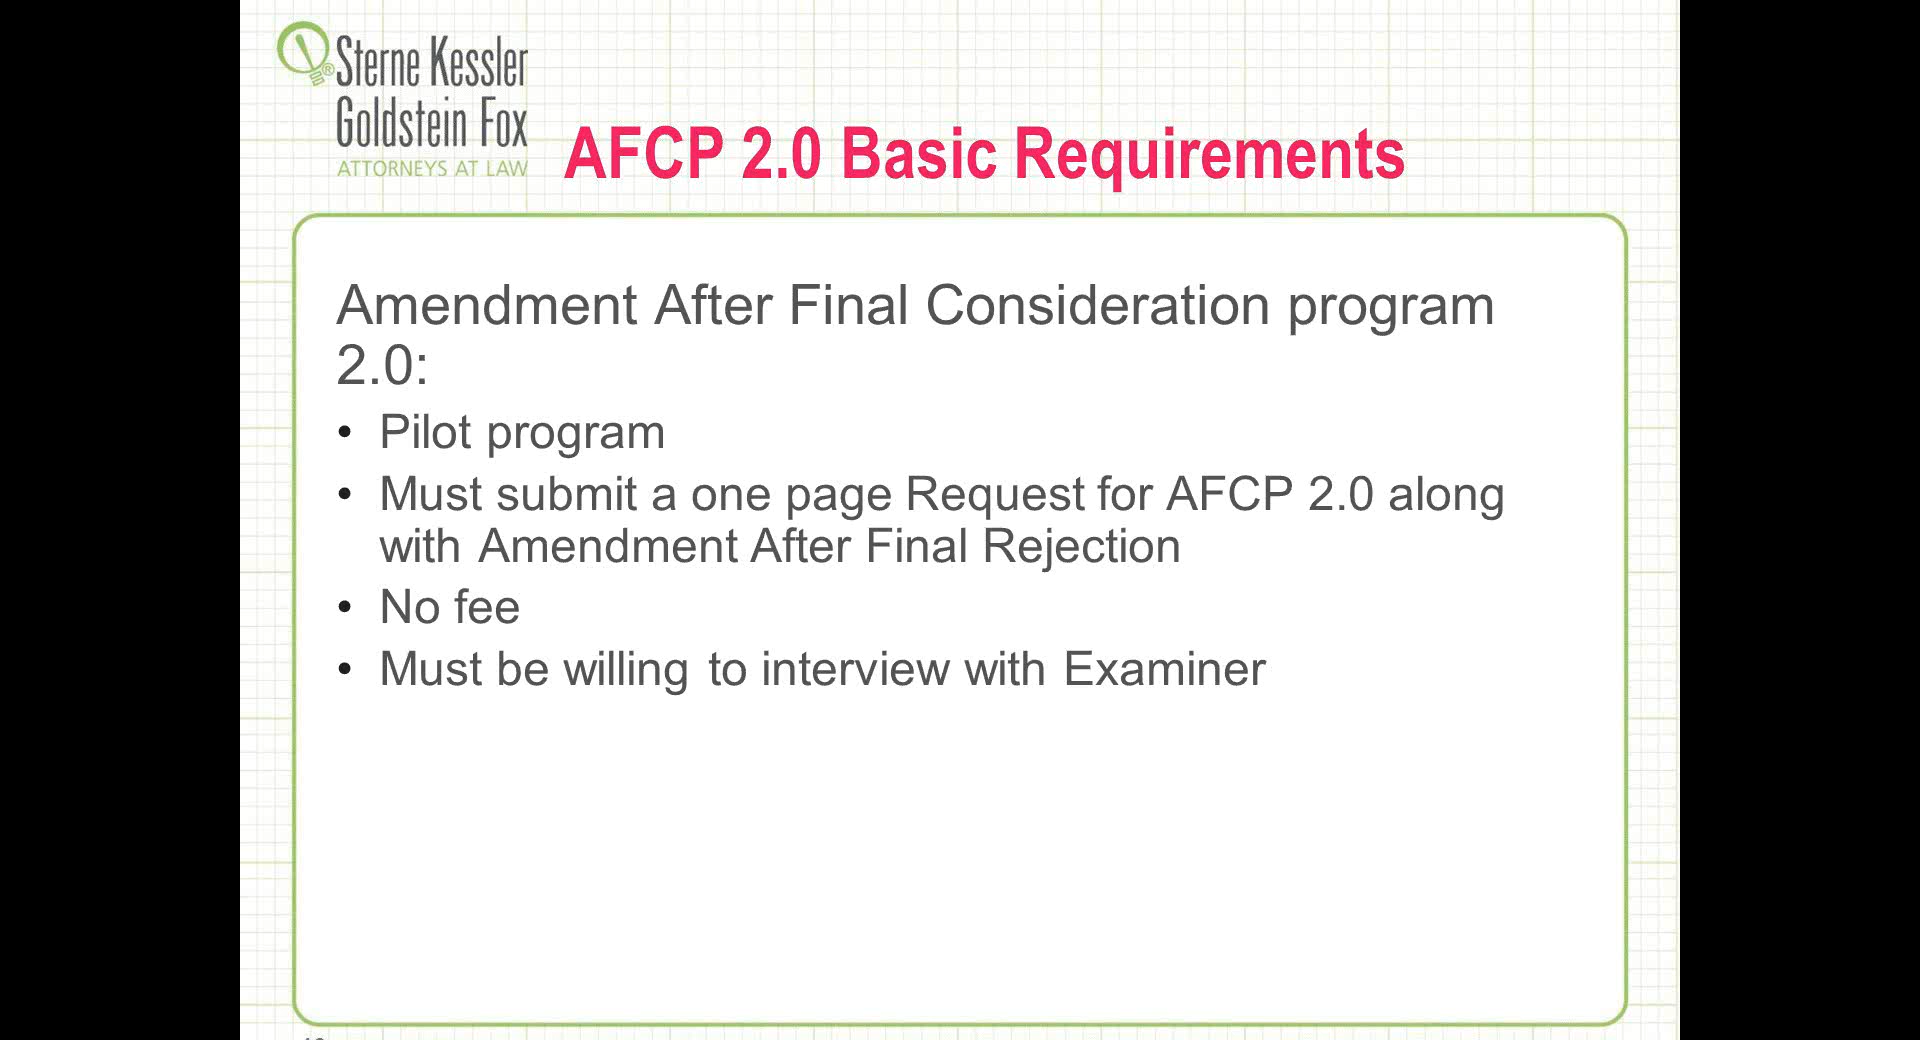 Sterne Kessler
Goldstein Fox
ATTORNEYS AT LAW
AFCP 2.0 Basic Requirements
Amendment After Final Consideration program
2.0:
• Pilot program
• Must submit a one page Request for AFCP 2.0 along
with Amendment After Final Rejection
• No fee
• Must be willing to interview with Examiner